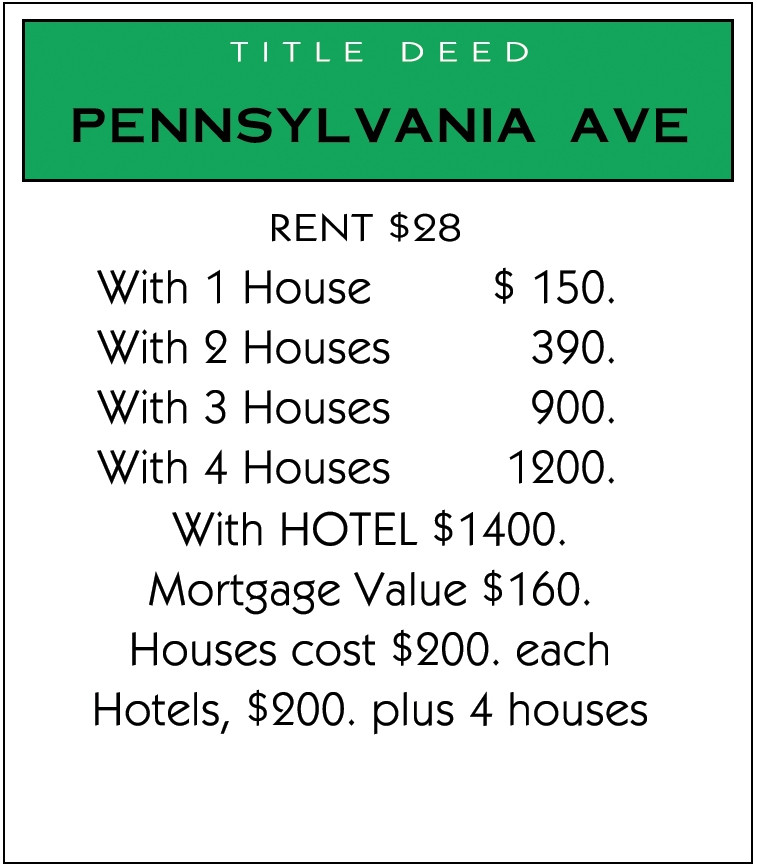 TITLE DEED
PENNSYLVANIA AVE
RENT $28
With 1 House $ 150.
With 2 Houses 390.
With 3 Houses 900.
With 4 Houses 1200.
With HOTEL $1400.
Mortgage Value $160.
Houses cost $200. each
Hotels, $200. plus 4 houses